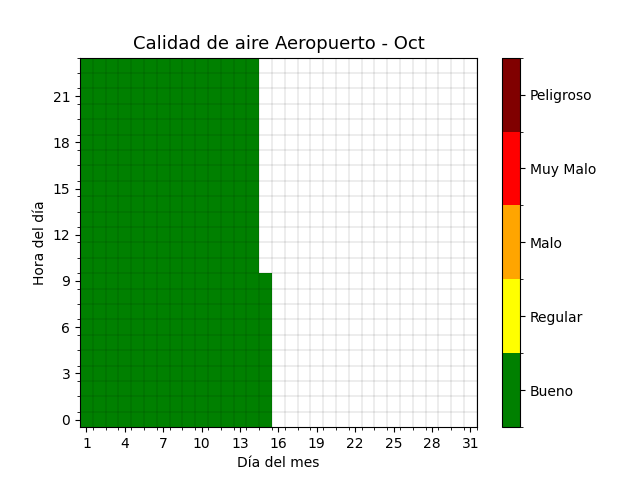 Calidad de aire Aeropuerto - Oct
Hora del día
21
18
15
12
9
6
3
0
1 4 7 10 13 16 19 22 25 28 31
Día del mes
Peligroso
Muy Malo
Malo
Regular
Bueno